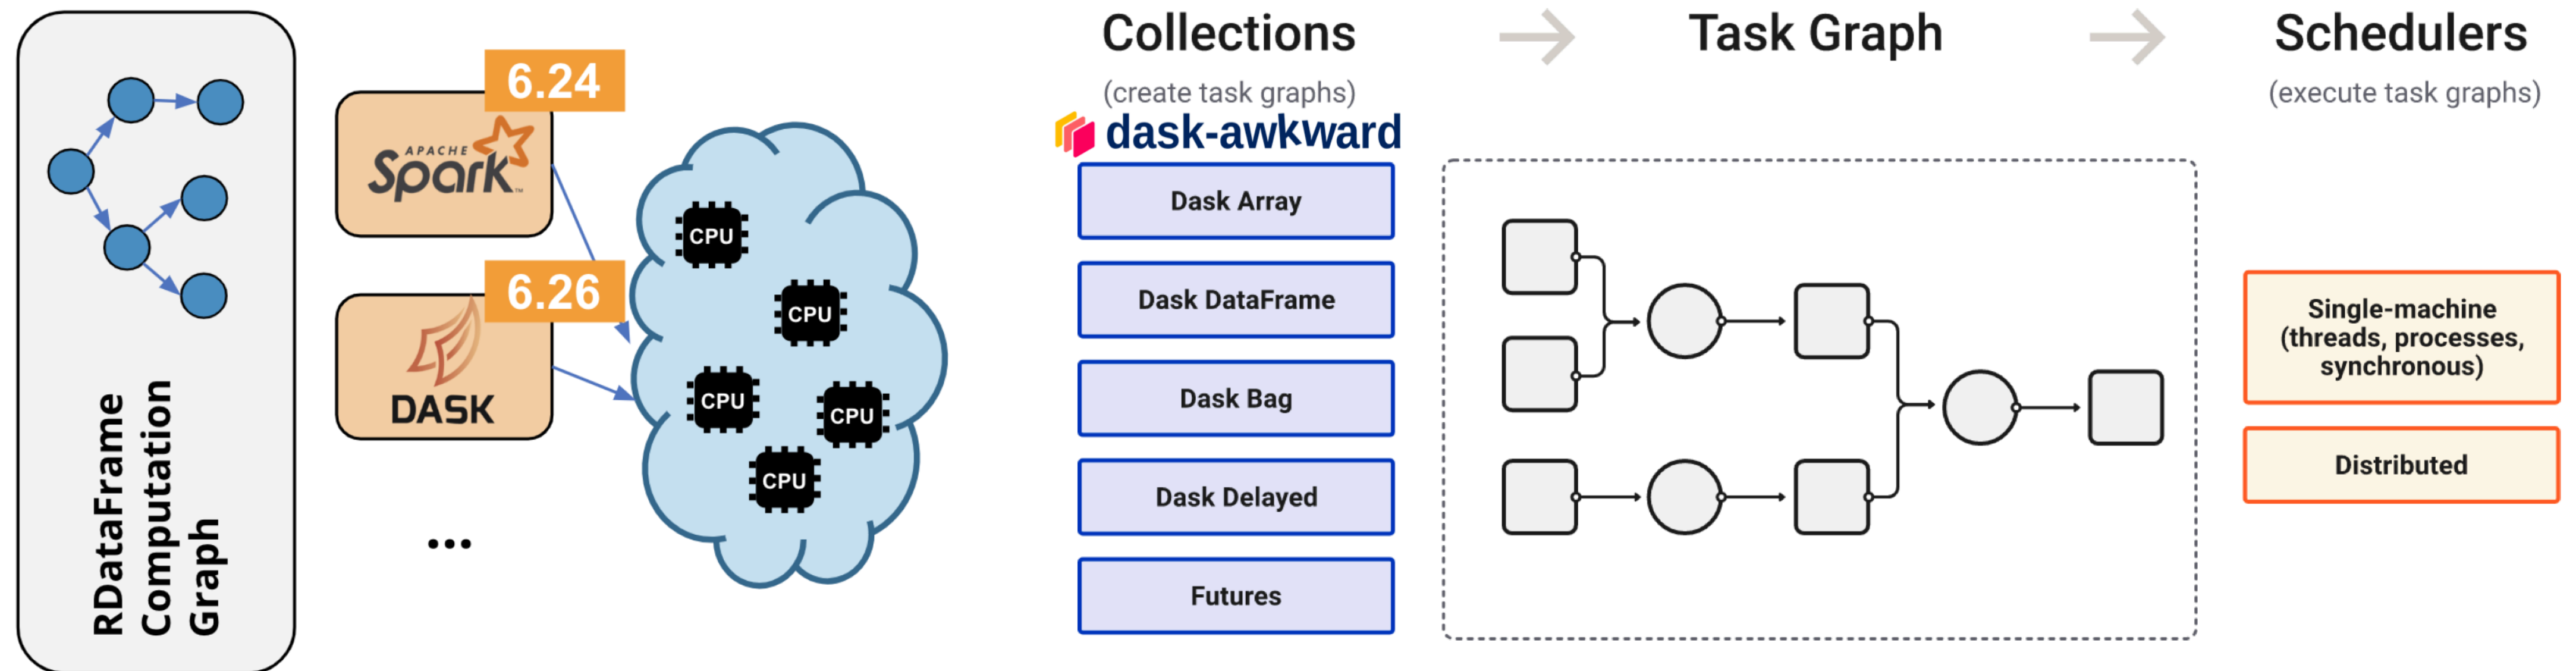 RDataFrame
Computation
Graph
6.24
APACHE
Spark™
6.26
DASK
...
CPU
CPU
CPU
CPU
CPU
Collections
(create task graphs)
dask-awkward
Dask Array
Dask DataFrame
Dask Bag
Dask Delayed
Futures
Task Graph
Schedulers
(execute task graphs)
Single-machine
(threads, processes,
synchronous)
Distributed